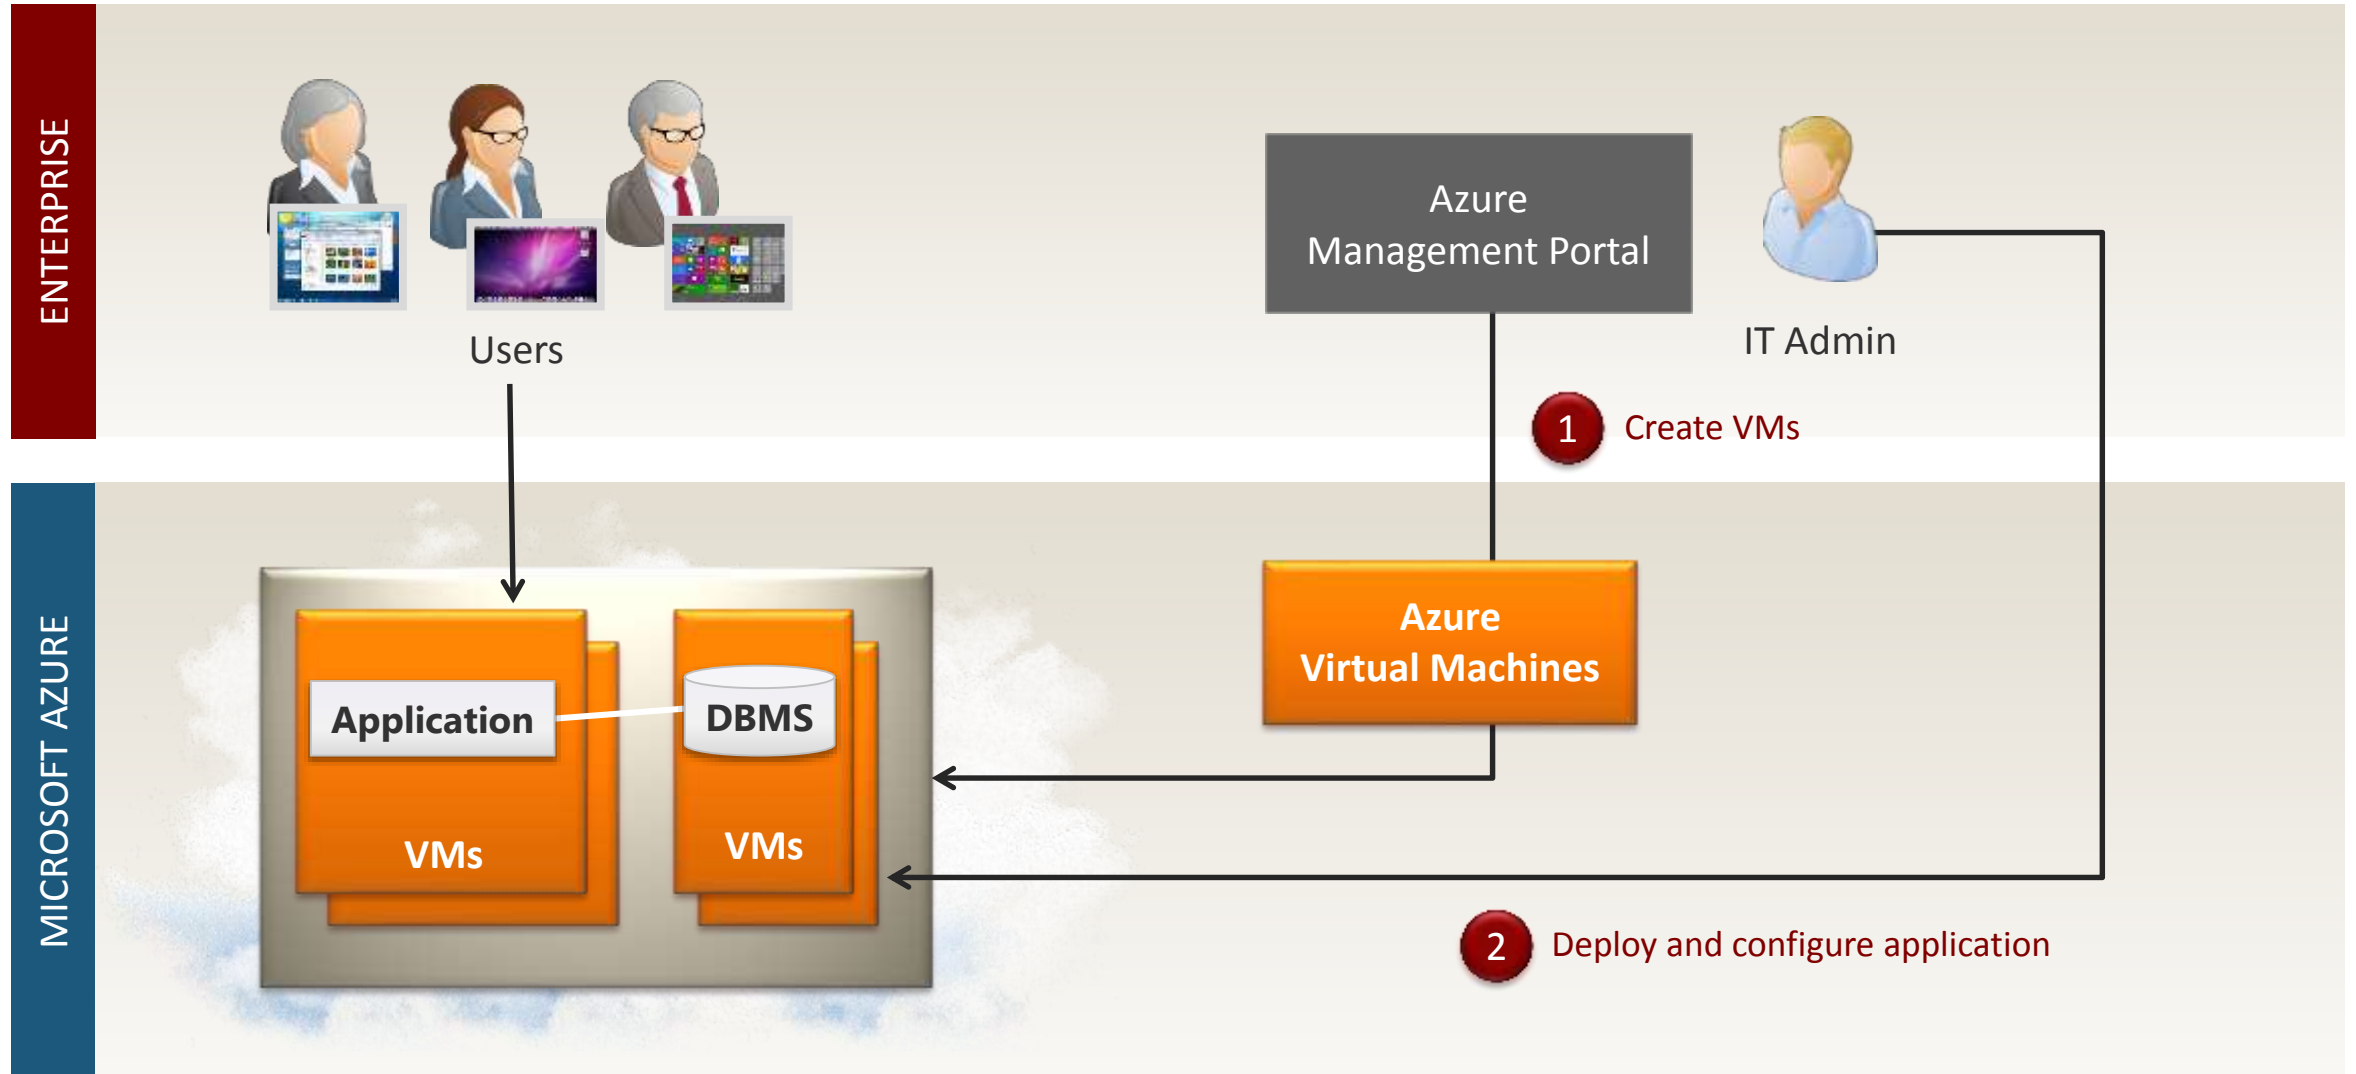 ENTERPRISE
Users
Azure
Management Portal
IT Admin
1
Create VMs
MICROSOFT AZURE
Application
DBMS
VMs
VMs
Azure
Virtual Machines
2
Deploy and configure application